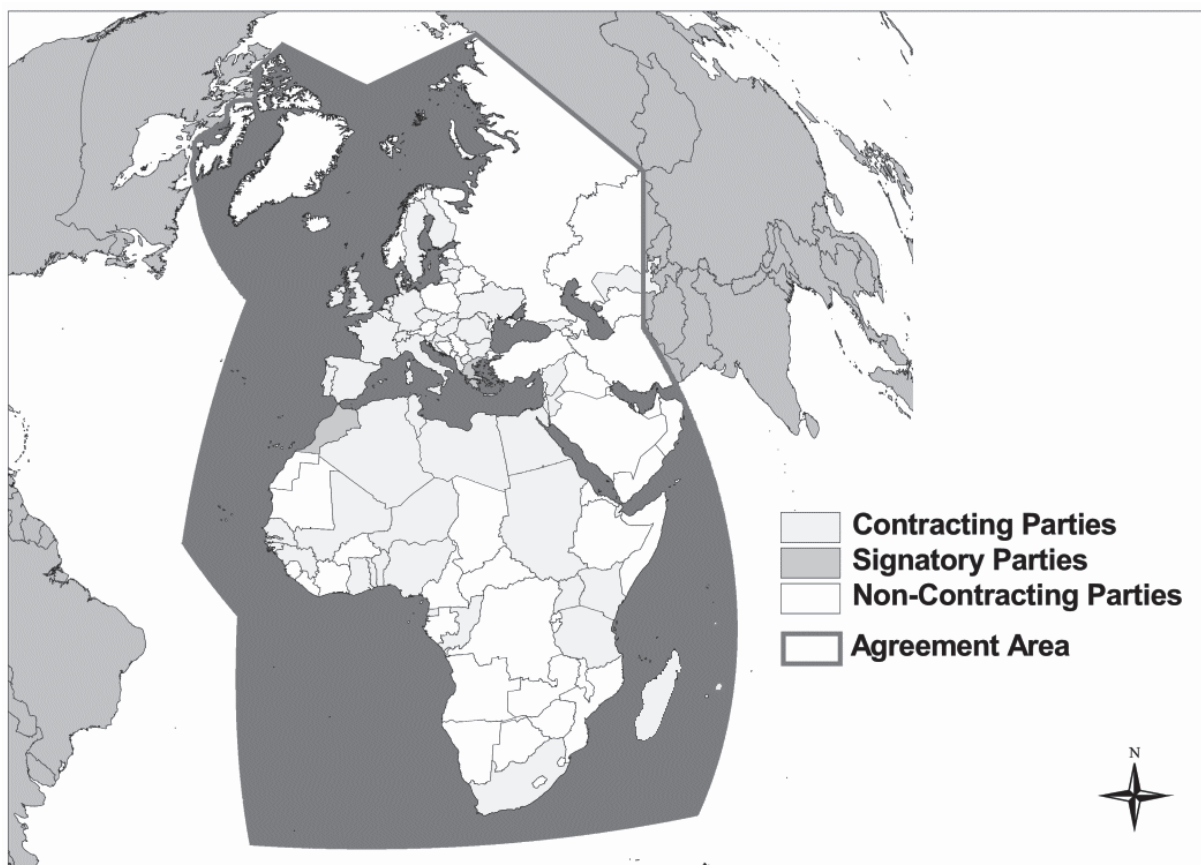 Contracting Parties
Signatory Parties
Non-Contracting Parties
Agreement Area
N